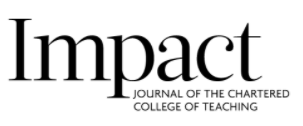 Impact
JOURNAL OF THE CHARTERED
COLLEGE OF TEACHING